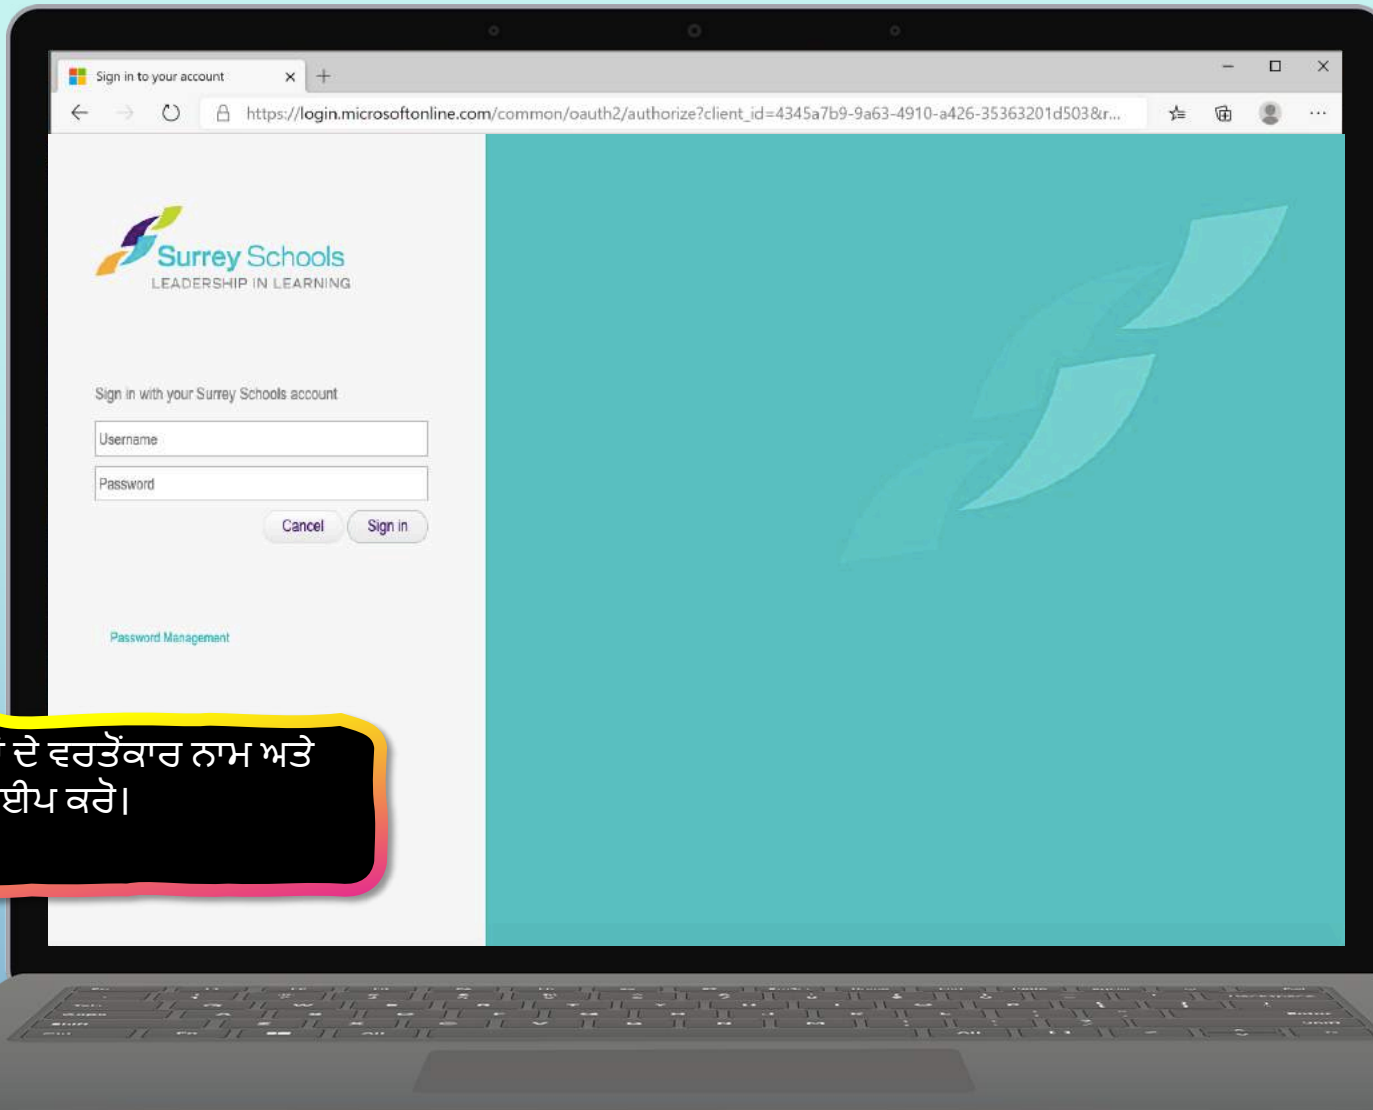 Sign in to your account
https://login.microsoftonline.com/common/oauth2/authorize?client_id=4345a7b9-9a63-4910-a426-35363201d503&r...
Surrey Schools
LEADERSHIP IN LEARNING
Sign in with your Surrey Schools account
Username
Password
Cancel Sign in
Password Management
ਦੇ ਵਰਤੋਂਕਾਰ ਨਾਮ ਅਤੇ
ਕਰੋ।